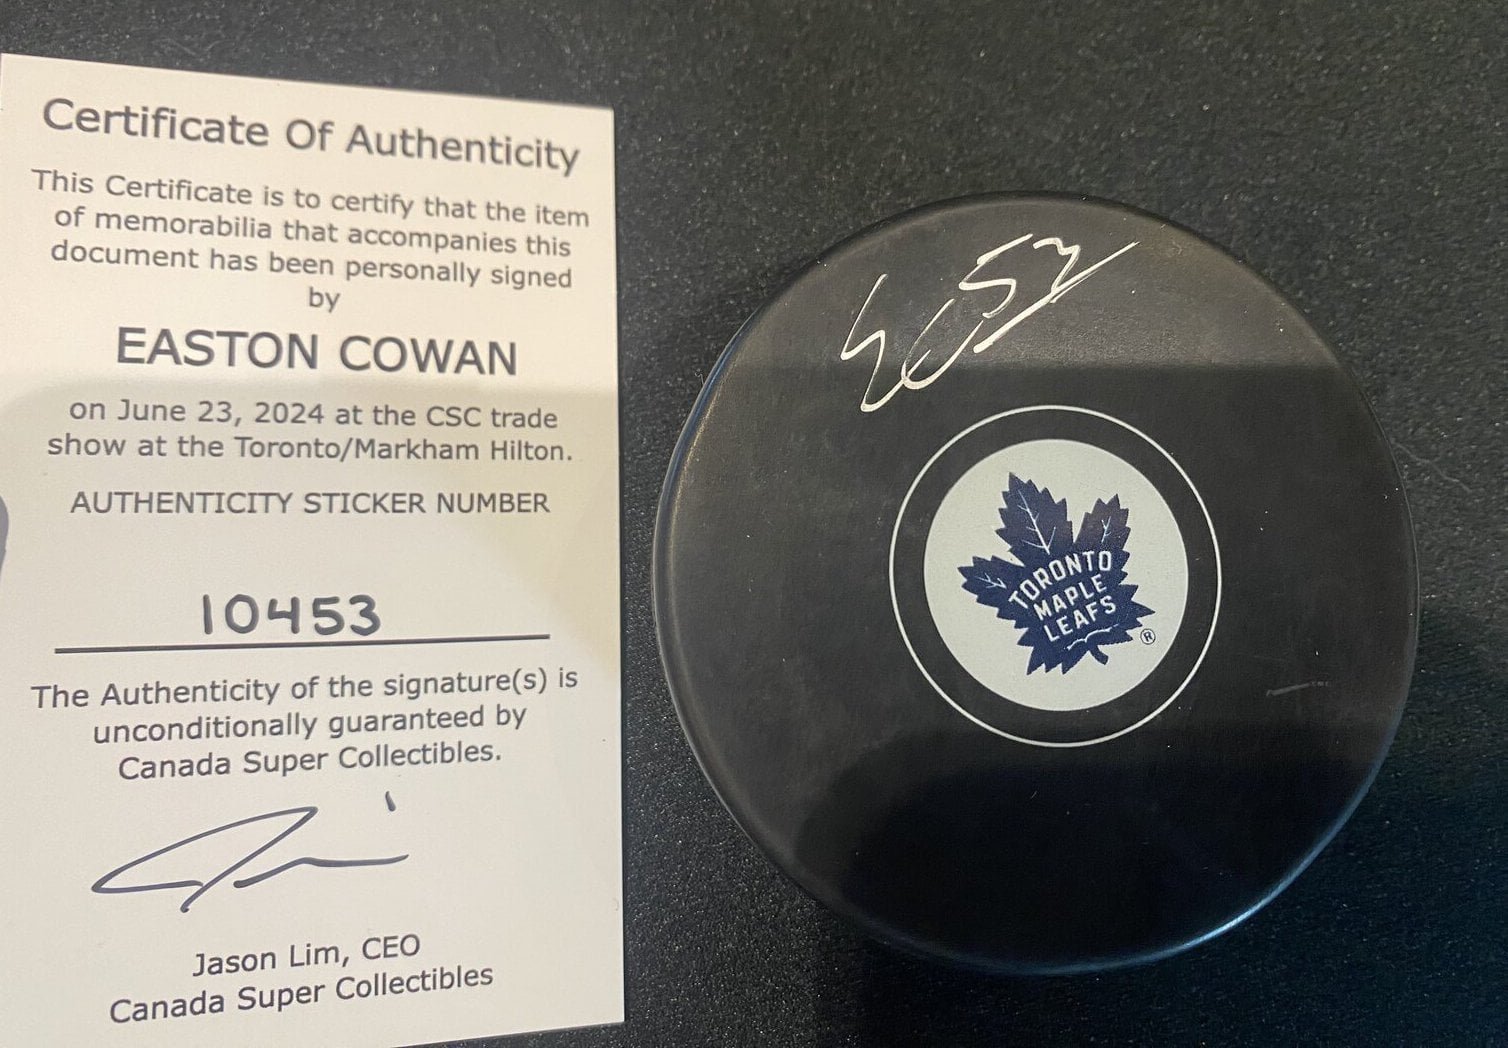 Certificate Of Authenticity
This Certificate is to certify that the item
of memorabilia that accompanies this
document has been personally signed
by
EASTON COWAN
on June 23, 2024 at the CSC trade
show at the Toronto/Markham Hilton.
AUTHENTICITY STICKER NUMBER
10453
The Authenticity of the signature(s) is
unconditionally guaranteed by
Canada Super Collectibles.
Jason Lim, CEO
Canada Super Collectibles
53
TORONTO
MAPLE
LEAFS
®